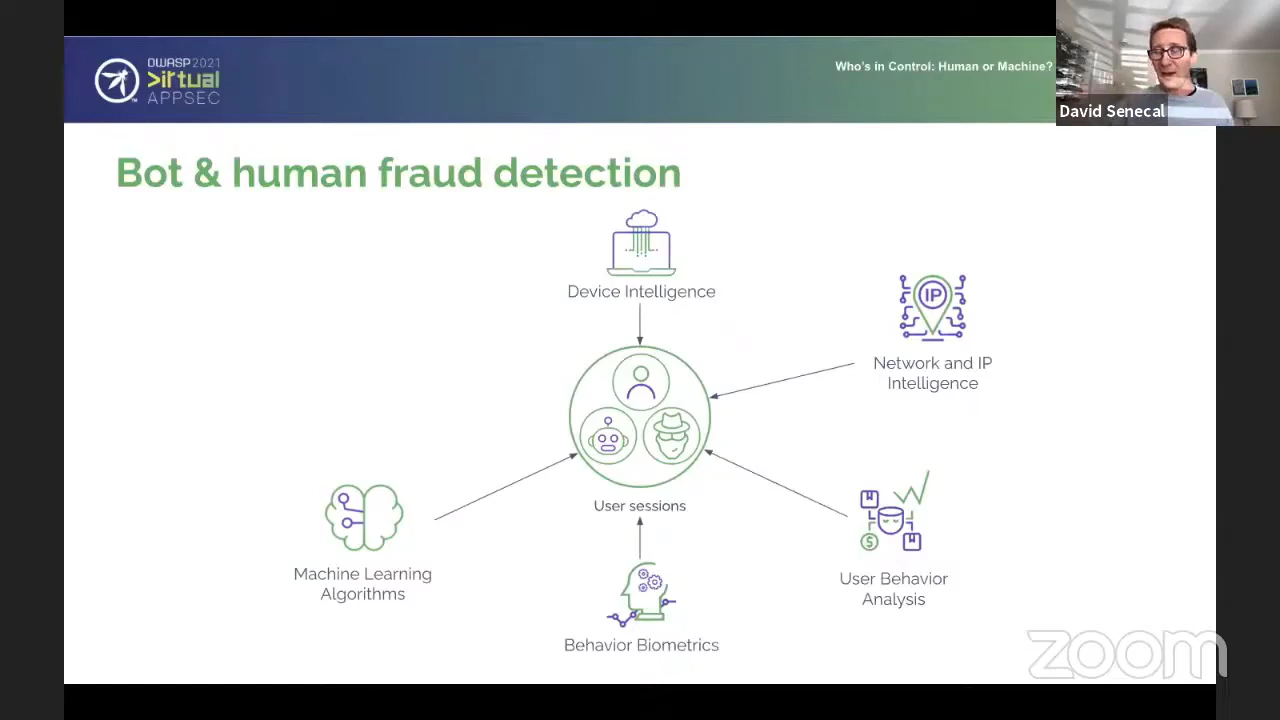 OWASP 2021
>irtual
APPSEC
Who's in Control: Human or Machine?
David Senecal
Bot & human fraud detection
Device Intelligence
IP
Network and IP
Intelligence
User sessions
Machine Learning
Algorithms
$
User Behavior
Analysis
Behavior Biometrics
zoom